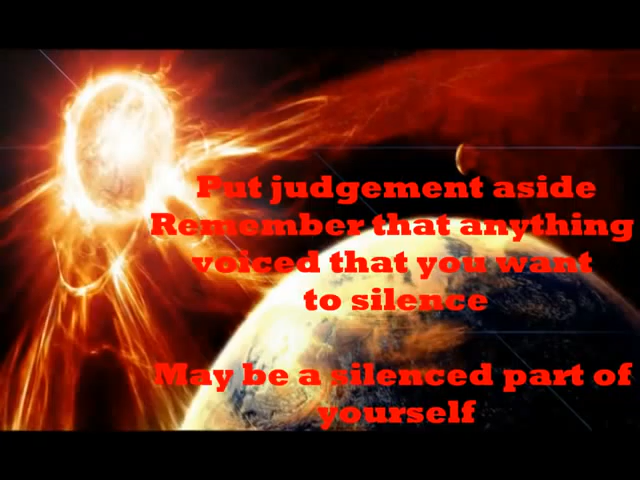 Put judgement aside
Remember that anything
voiced that you want
to silence
May be a silenced part of
yourself